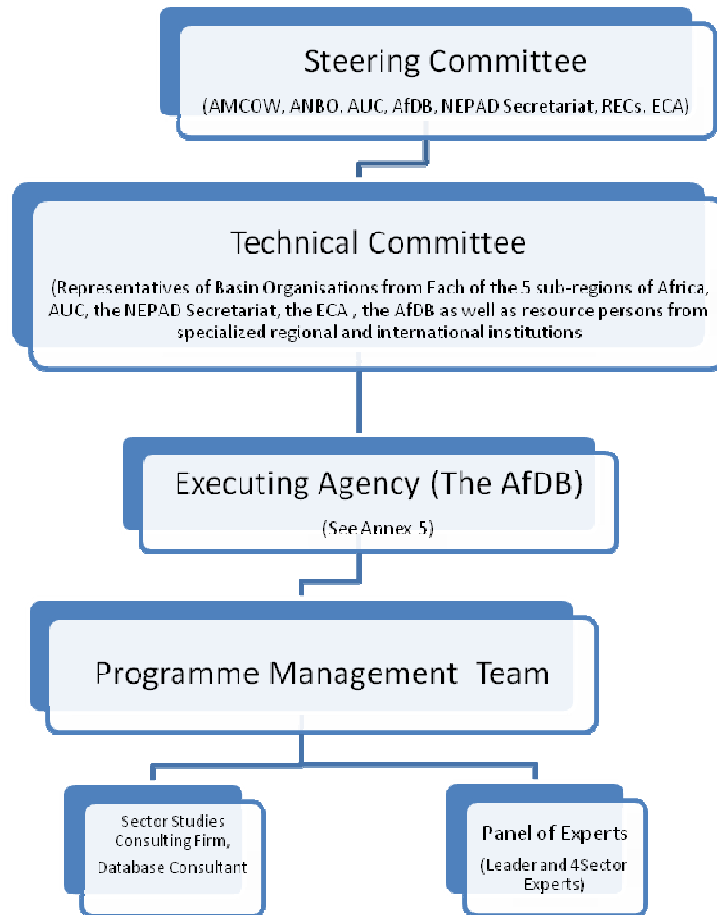 Steering Committee
(AMCOW, ANBO, AUC, AfDB, NEPAD Secretariat, RECs, ECA)
Technical Committee
(Representatives of Basin Organisations from Each of the 5 sub-regions of Africa,
AUC, the NEPAD Secretariat, the ECA , the AfDB as well as resource persons from
specialized regional and international institutions
Executing Agency (The AfDB)
(See Annex 5)
Programme Management Team
Sector Studies
Consulting Firm,
Database Consultant
Panel of Experts
(Leader and 4 Sector
Experts)